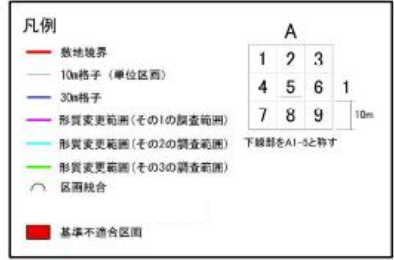 凡例
敷地境界
10m格子 (単位区画)
30m格子
形質変更範囲(その1の調査範囲)
形質変更範囲(その2の調査範囲)
形質変更範囲(その3の調査範囲)
区画統合
基準不適合区画
A
1 2 3
4 5 6 1
7 8 9
10m
下線部をA1-5と称す